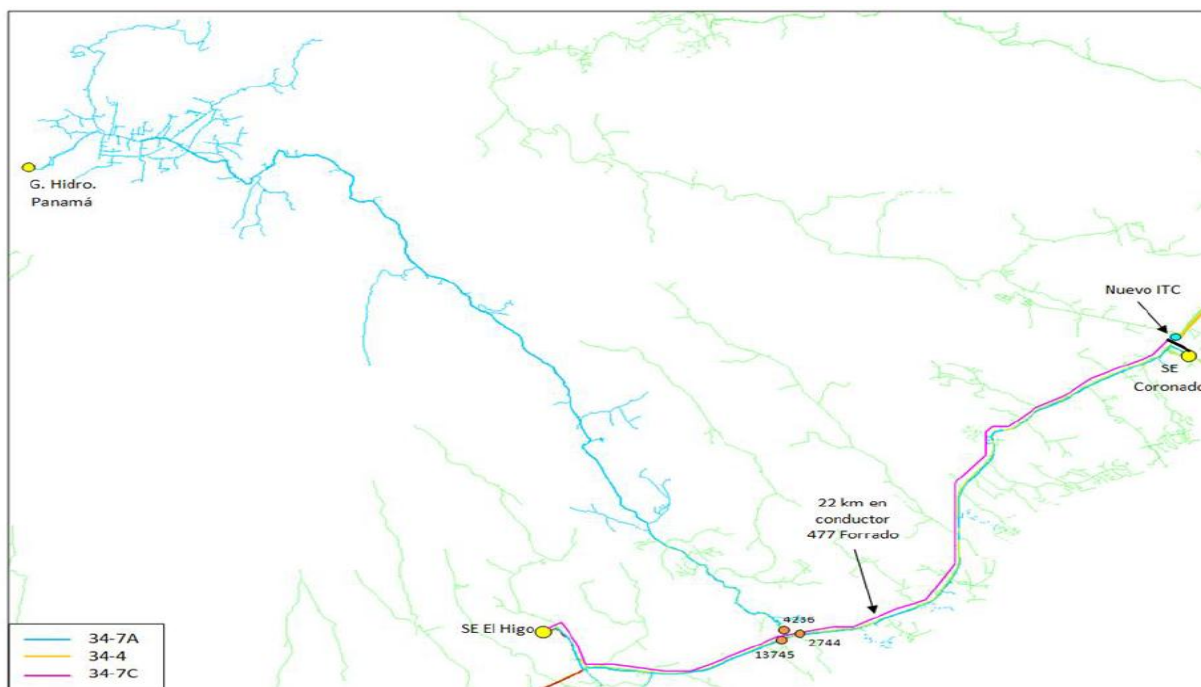 G. Hidro.
Panamá
Nuevo ITC
SE
Coronado
22 km en
conductor
477 Forrado
SE El Higo
4236
2744
13745
34-7A
34-4
34-7C